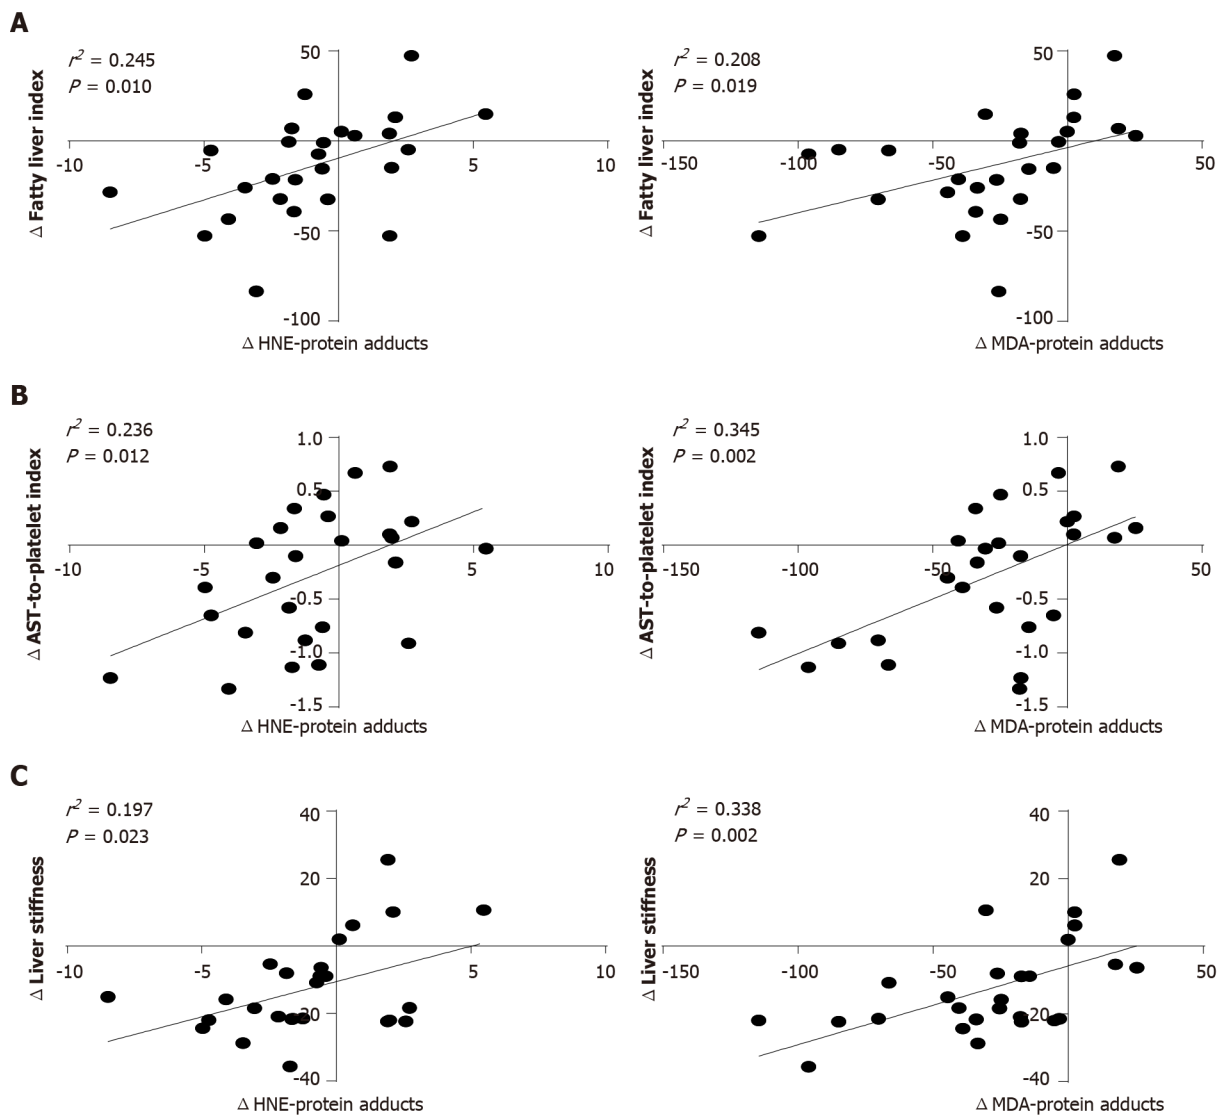 A
r² = 0.245
P = 0.010
50
-10
-5
5
10
-50
-100
Δ Fatty liver index
Δ HNE-protein adducts
r² = 0.208
P = 0.019
50
-150
-100
-50
50
-50
-100
Δ Fatty liver index
Δ MDA-protein adducts
B
r² = 0.236
P = 0.012
1.0
0.5
-10
-5
5
10
-0.5
-1.0
-1.5
Δ AST-to-platelet index
Δ HNE-protein adducts
r² = 0.345
P = 0.002
1.0
0.5
-150
-100
-50
50
-0.5
-1.0
-1.5
Δ AST-to-platelet index
Δ MDA-protein adducts
C
r² = 0.197
P = 0.023
40
20
-10
-5
5
10
-20
-40
Δ Liver stiffness
Δ HNE-protein adducts
r² = 0.338
P = 0.002
40
20
-150
-100
-50
50
-20
-40
Δ Liver stiffness
Δ MDA-protein adducts